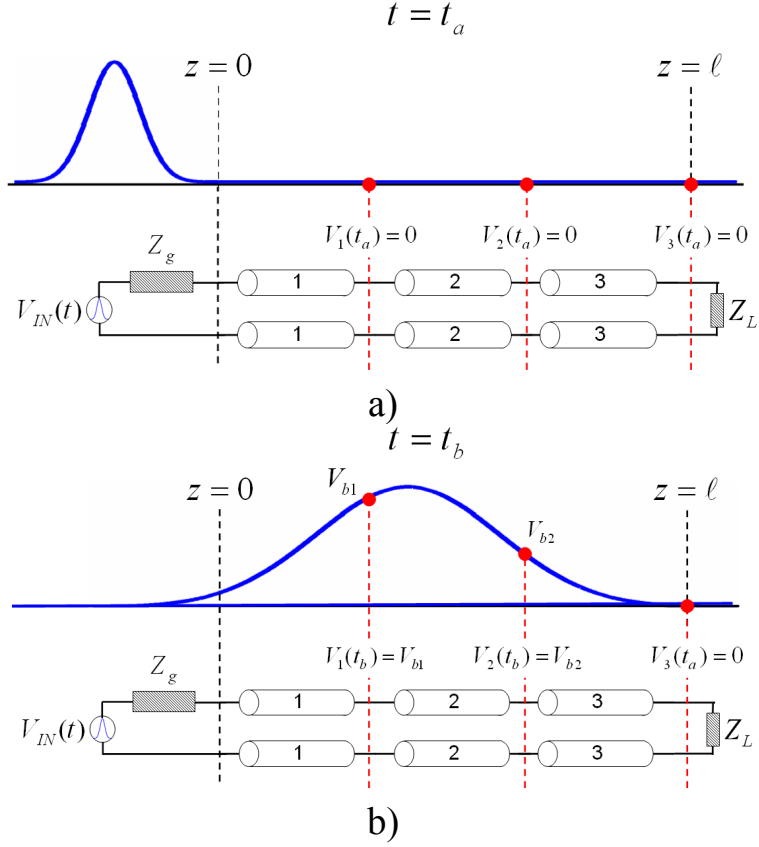 t = t_a
z = 0
z = ℓ
V_1(t_a) = 0
V_2(t_a) = 0
V_3(t_a) = 0
Z_g
V_IN(t)
1
2
3
Z_L
1
2
3
a)
t = t_b
z = 0
V_b1
z = ℓ
V_b2
V_1(t_b) = V_b1
V_2(t_b) = V_b2
V_3(t_a) = 0
Z_g
V_IN(t)
1
2
3
Z_L
1
2
3
b)